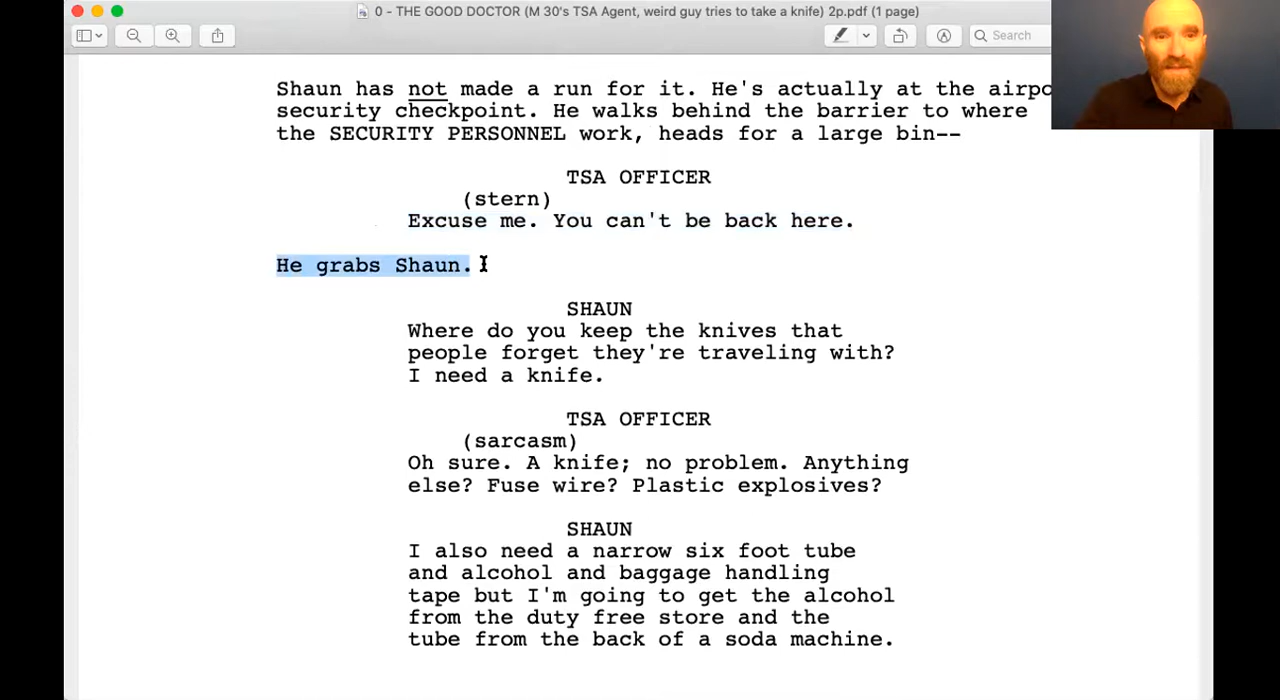 0 - THE GOOD DOCTOR (M 30's TSA Agent, weird guy tries to take a knife) 2p.pdf (1 page)
Search
Shaun has not made a run for it. He's actually at the
security checkpoint. He walks behind the barrier to where
the SECURITY PERSONNEL work, heads for a large bin--
TSA OFFICER
(stern)
Excuse me. You can't be back here.
He grabs Shaun.
SHAUN
Where do you keep the knives that
people forget they're traveling with?
I need a knife.
TSA OFFICER
(sarcasm)
Oh sure. A knife; no problem. Anything
else? Fuse wire? Plastic explosives?
SHAUN
I also need a narrow six foot tube
and alcohol and baggage handling
tape but I'm going to get the alcohol
from the duty free store and the
tube from the back of a soda machine.